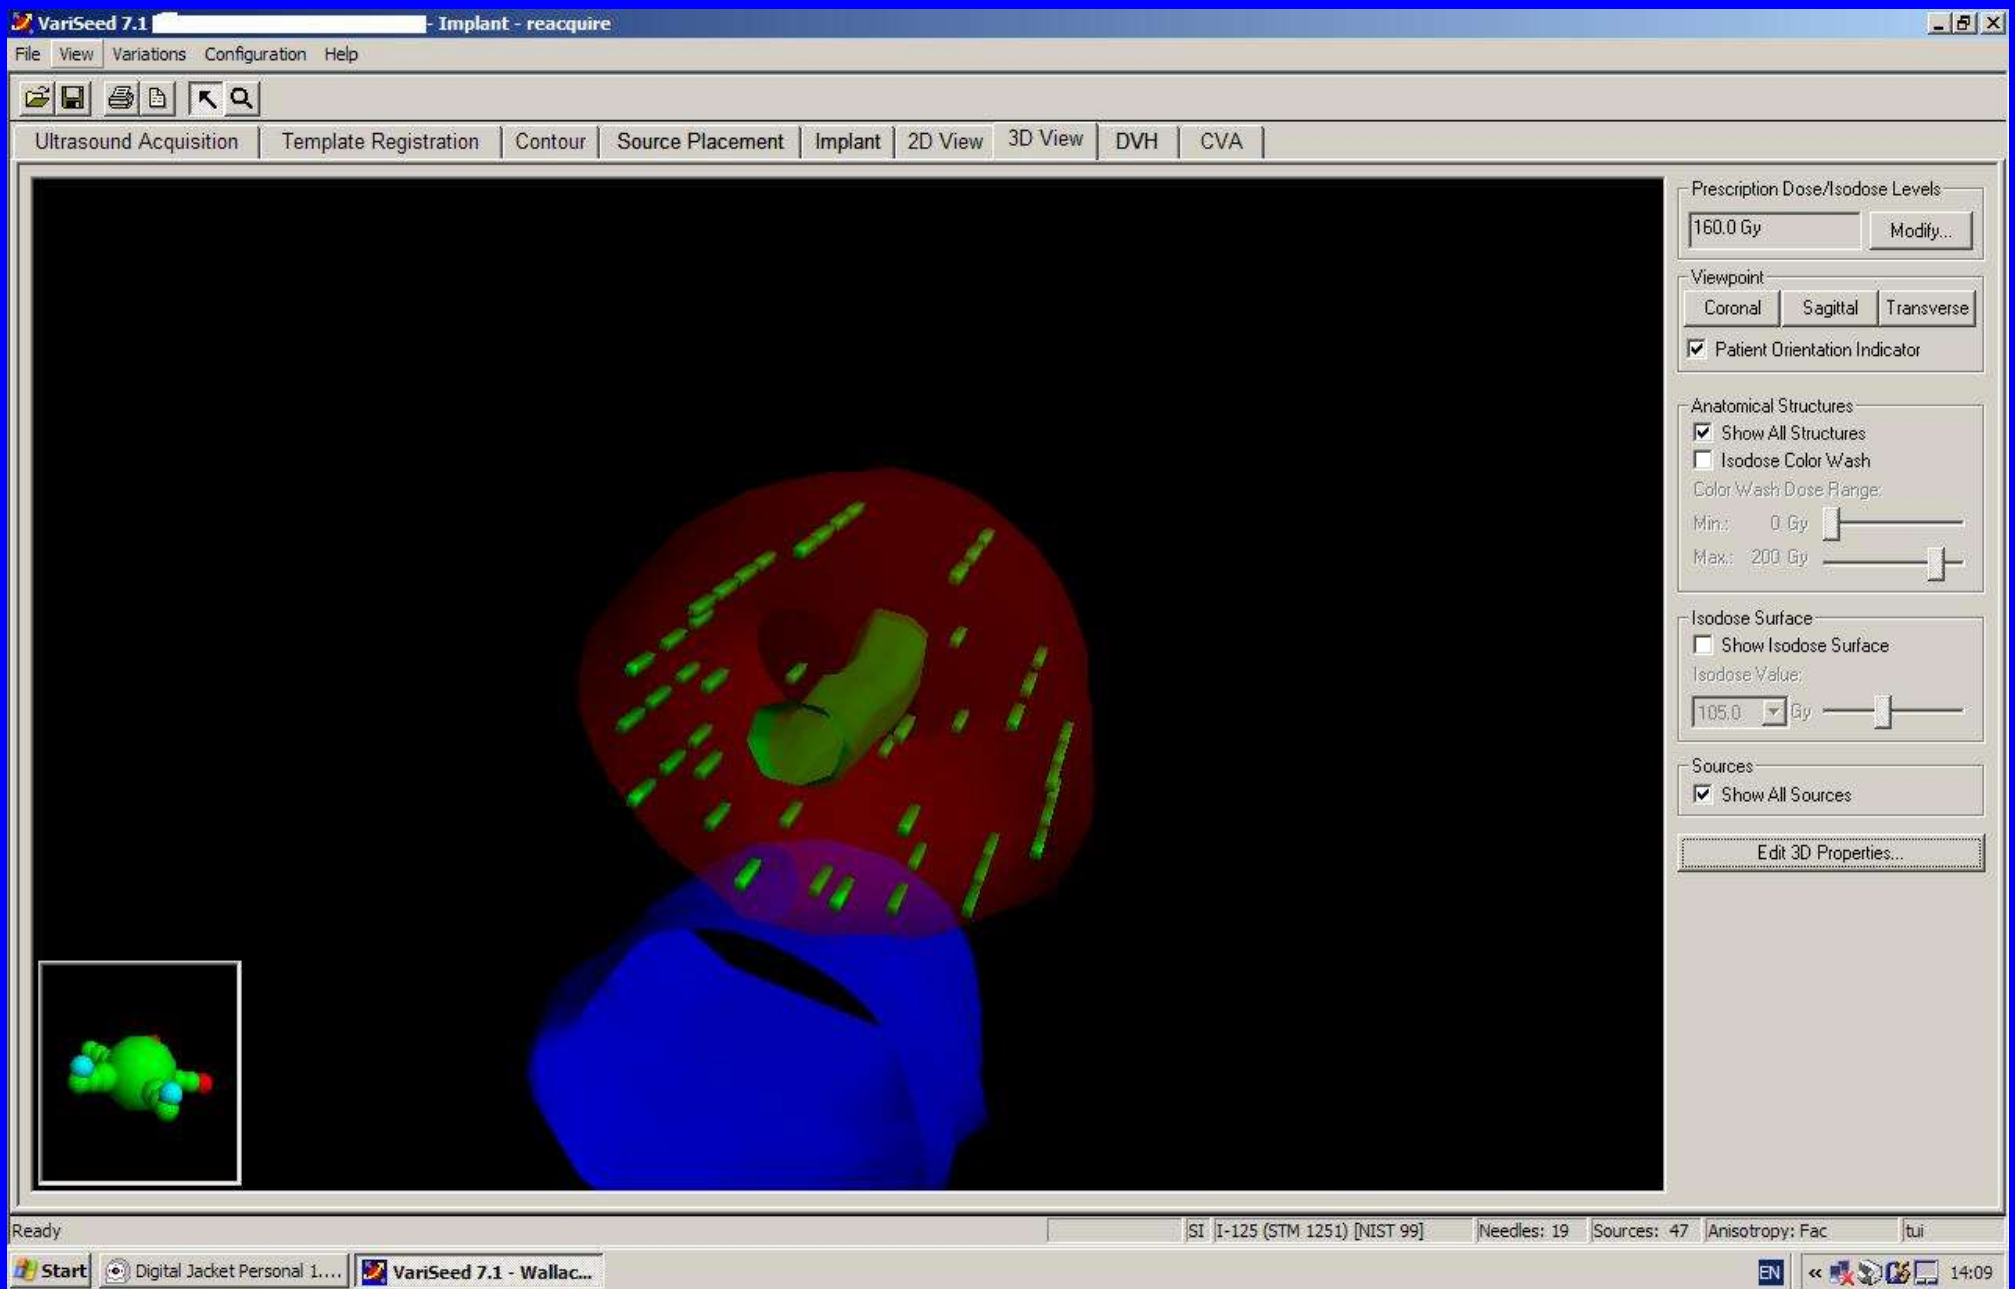 VariSeed 7.1 - Implant - reacquire
File View Variations Configuration Help
Ultrasound Acquisition Template Registration Contour Source Placement Implant 2D View 3D View DVH CVA
Prescription Dose/Isodose Levels
160.0 Gy Modify...
Viewpoint
Coronal Sagittal Transverse
Patient Orientation Indicator
Anatomical Structures
Show All Structures
Isodose Color Wash
Color Wash Dose Range:
Min.: 0 Gy
Max.: 200 Gy
Isodose Surface
Show Isodose Surface
Isodose Value:
105.0 Gy
Sources
Show All Sources
Edit 3D Properties...
Ready SI I-125 (STM 1251) [NIST 99] Needles: 19 Sources: 47 Anisotropy: Fac tui
Start Digital Jacket Personal 1.... VariSeed 7.1 - Wallac... EN « 14:09